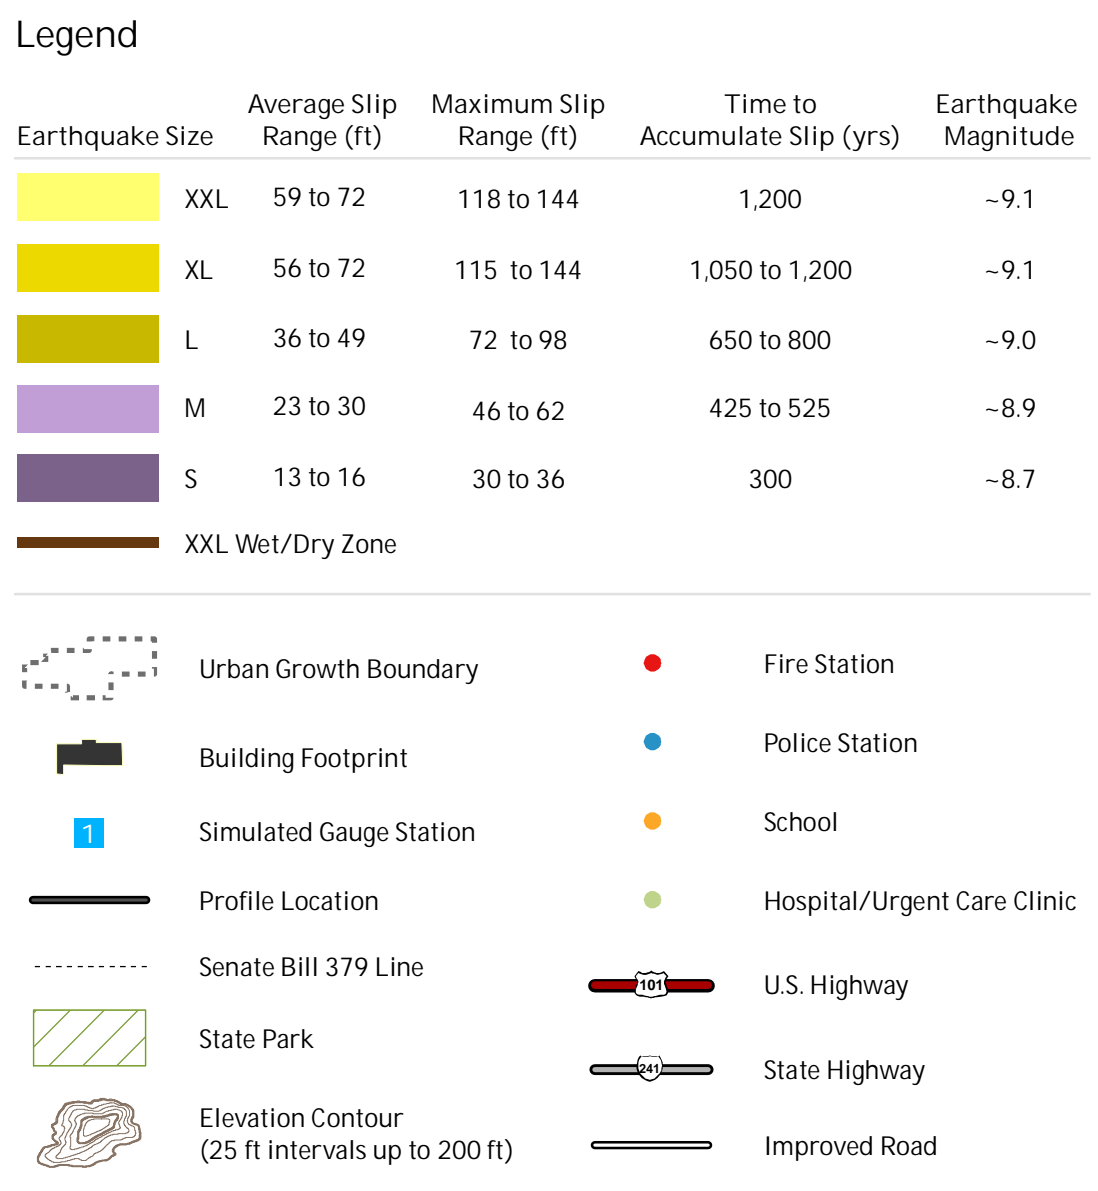 Legend
Earthquake Size
Average Slip
Range (ft)
Maximum Slip
Range (ft)
Time to
Accumulate Slip (yrs)
Earthquake
Magnitude
XXL 59 to 72 118 to 144 1,200 ~9.1
XL 56 to 72 115 to 144 1,050 to 1,200 ~9.1
L 36 to 49 72 to 98 650 to 800 ~9.0
M 23 to 30 46 to 62 425 to 525 ~8.9
S 13 to 16 30 to 36 300 ~8.7
XXL Wet/Dry Zone
Urban Growth Boundary
Building Footprint
1 Simulated Gauge Station
Profile Location
Senate Bill 379 Line
State Park
Elevation Contour
(25 ft intervals up to 200 ft)
Fire Station
Police Station
School
Hospital/Urgent Care Clinic
101 U.S. Highway
241 State Highway
Improved Road